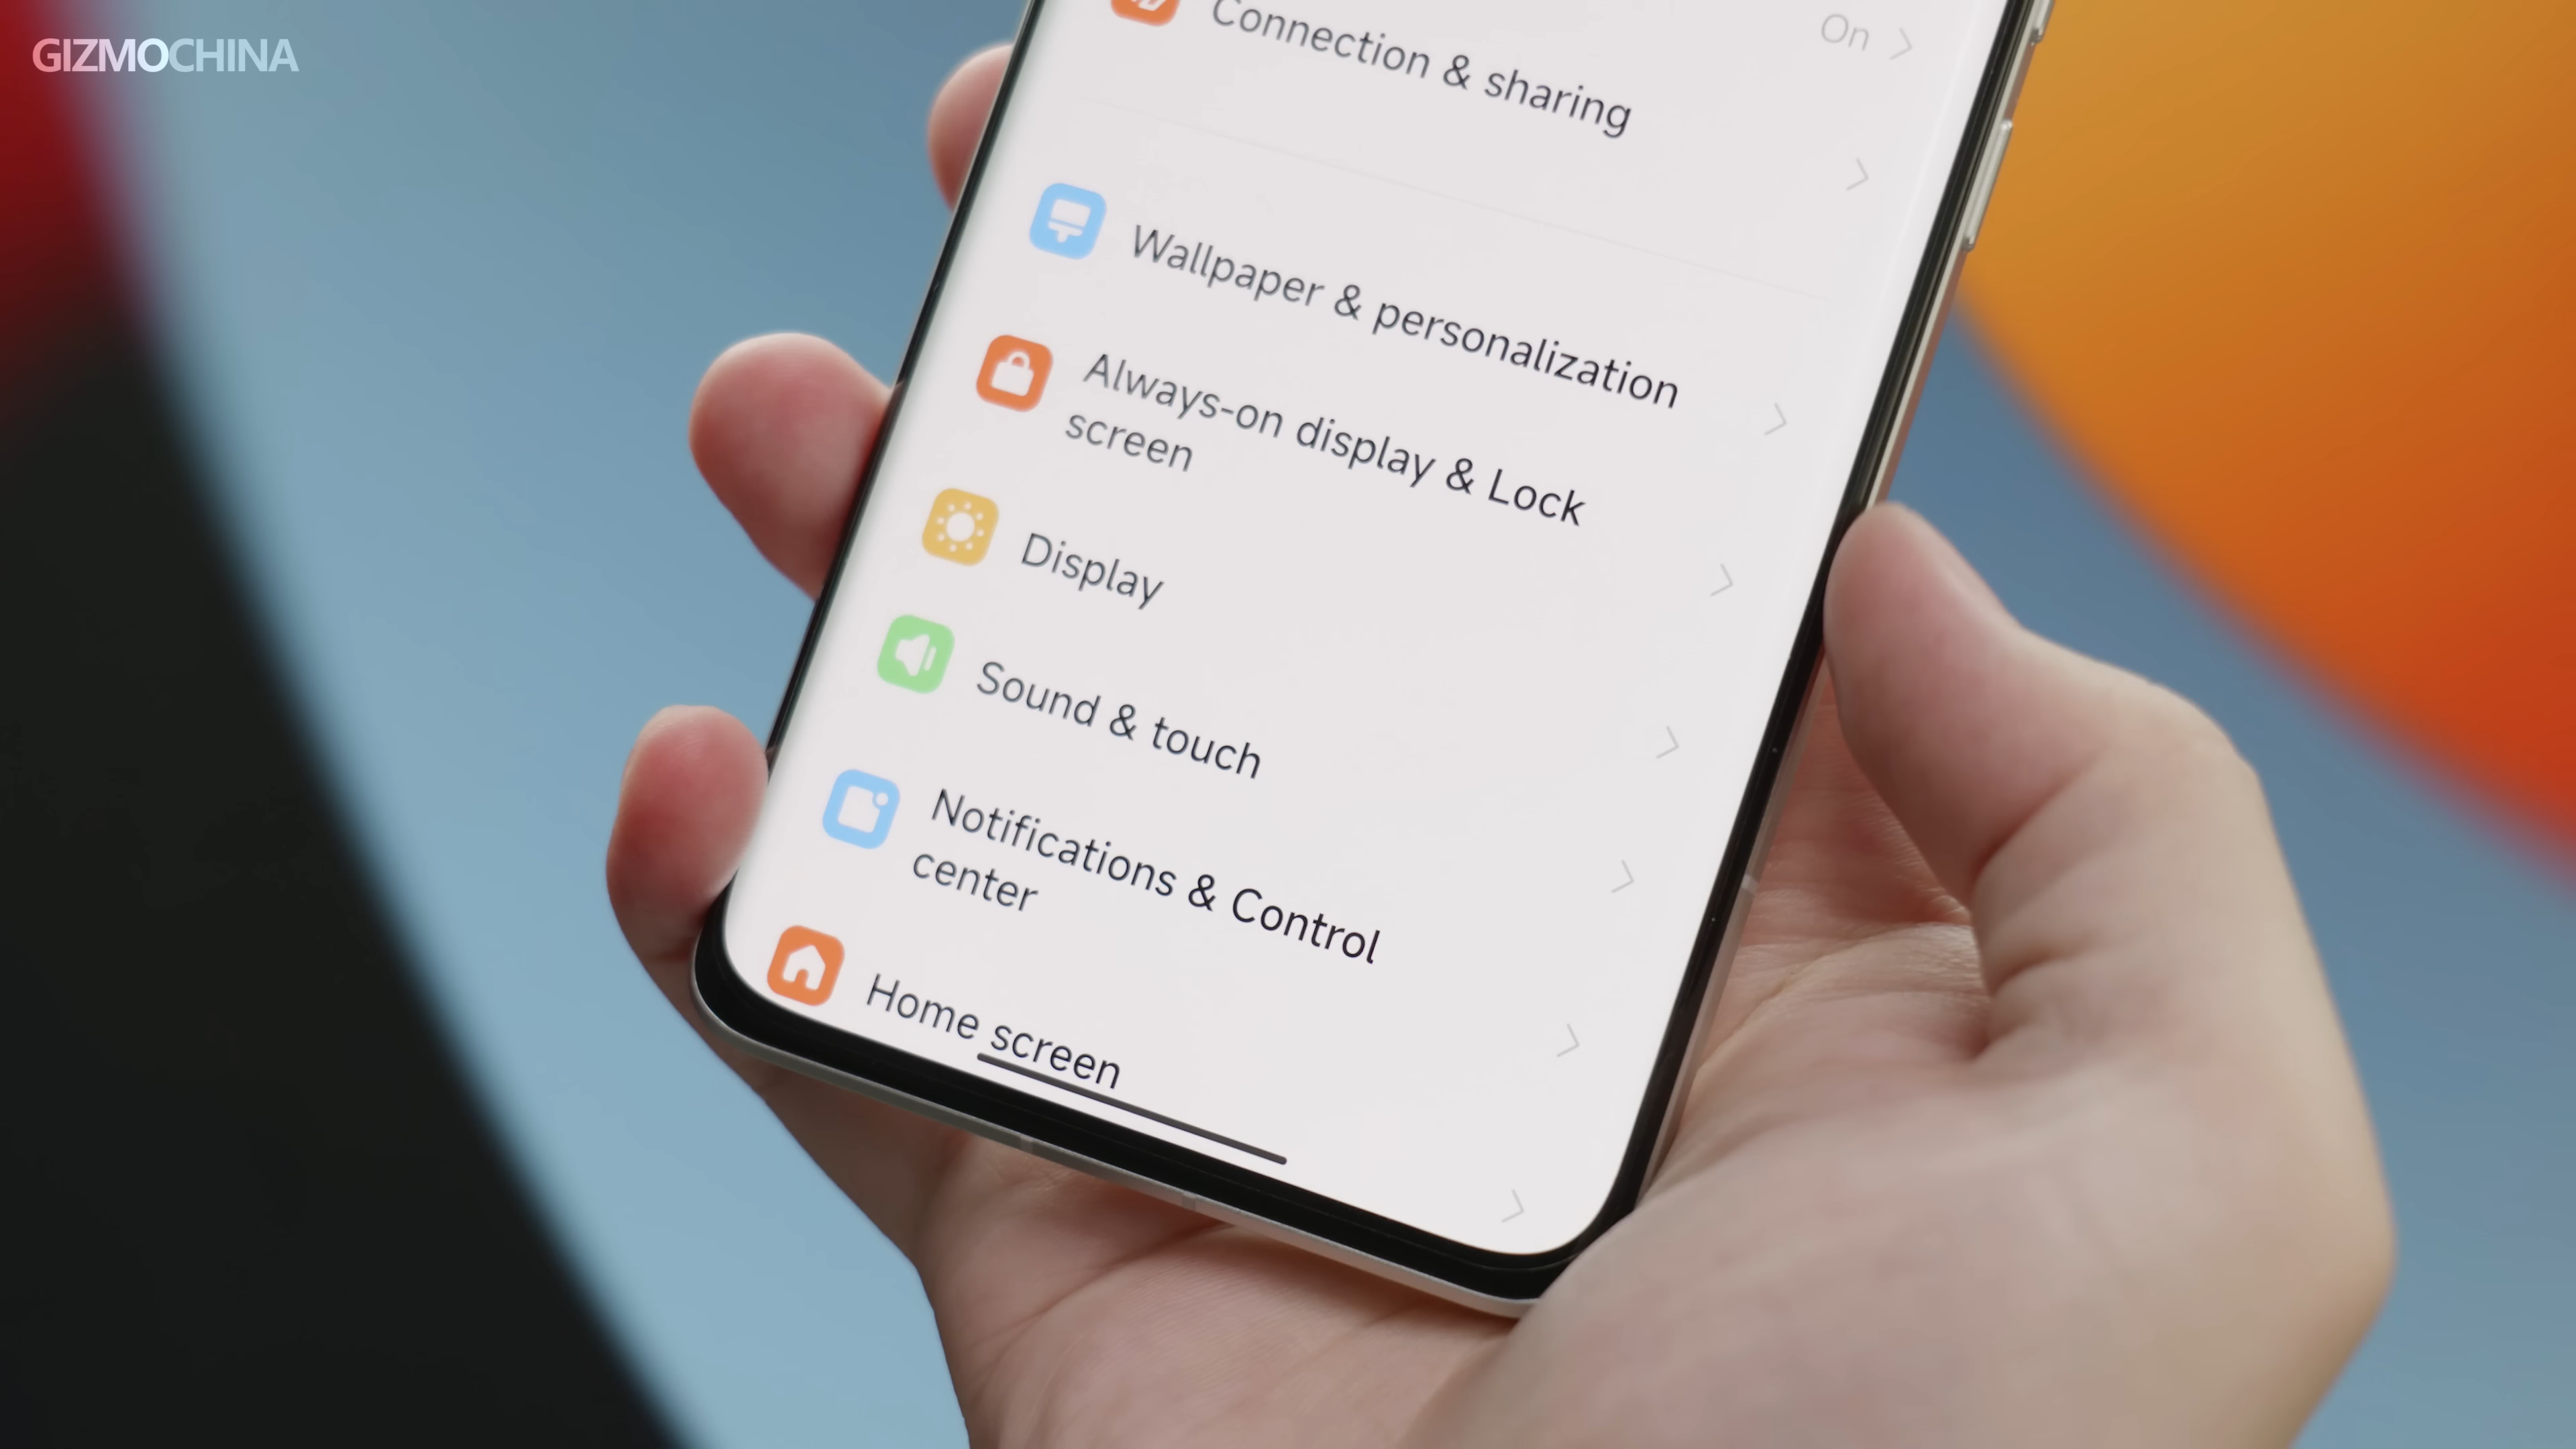 GIZMOCHINA
On
Connection & sharing
Wallpaper & personalization
Always-on display & Lock
screen
Display
Sound & touch
Notifications & Control
center
Home screen